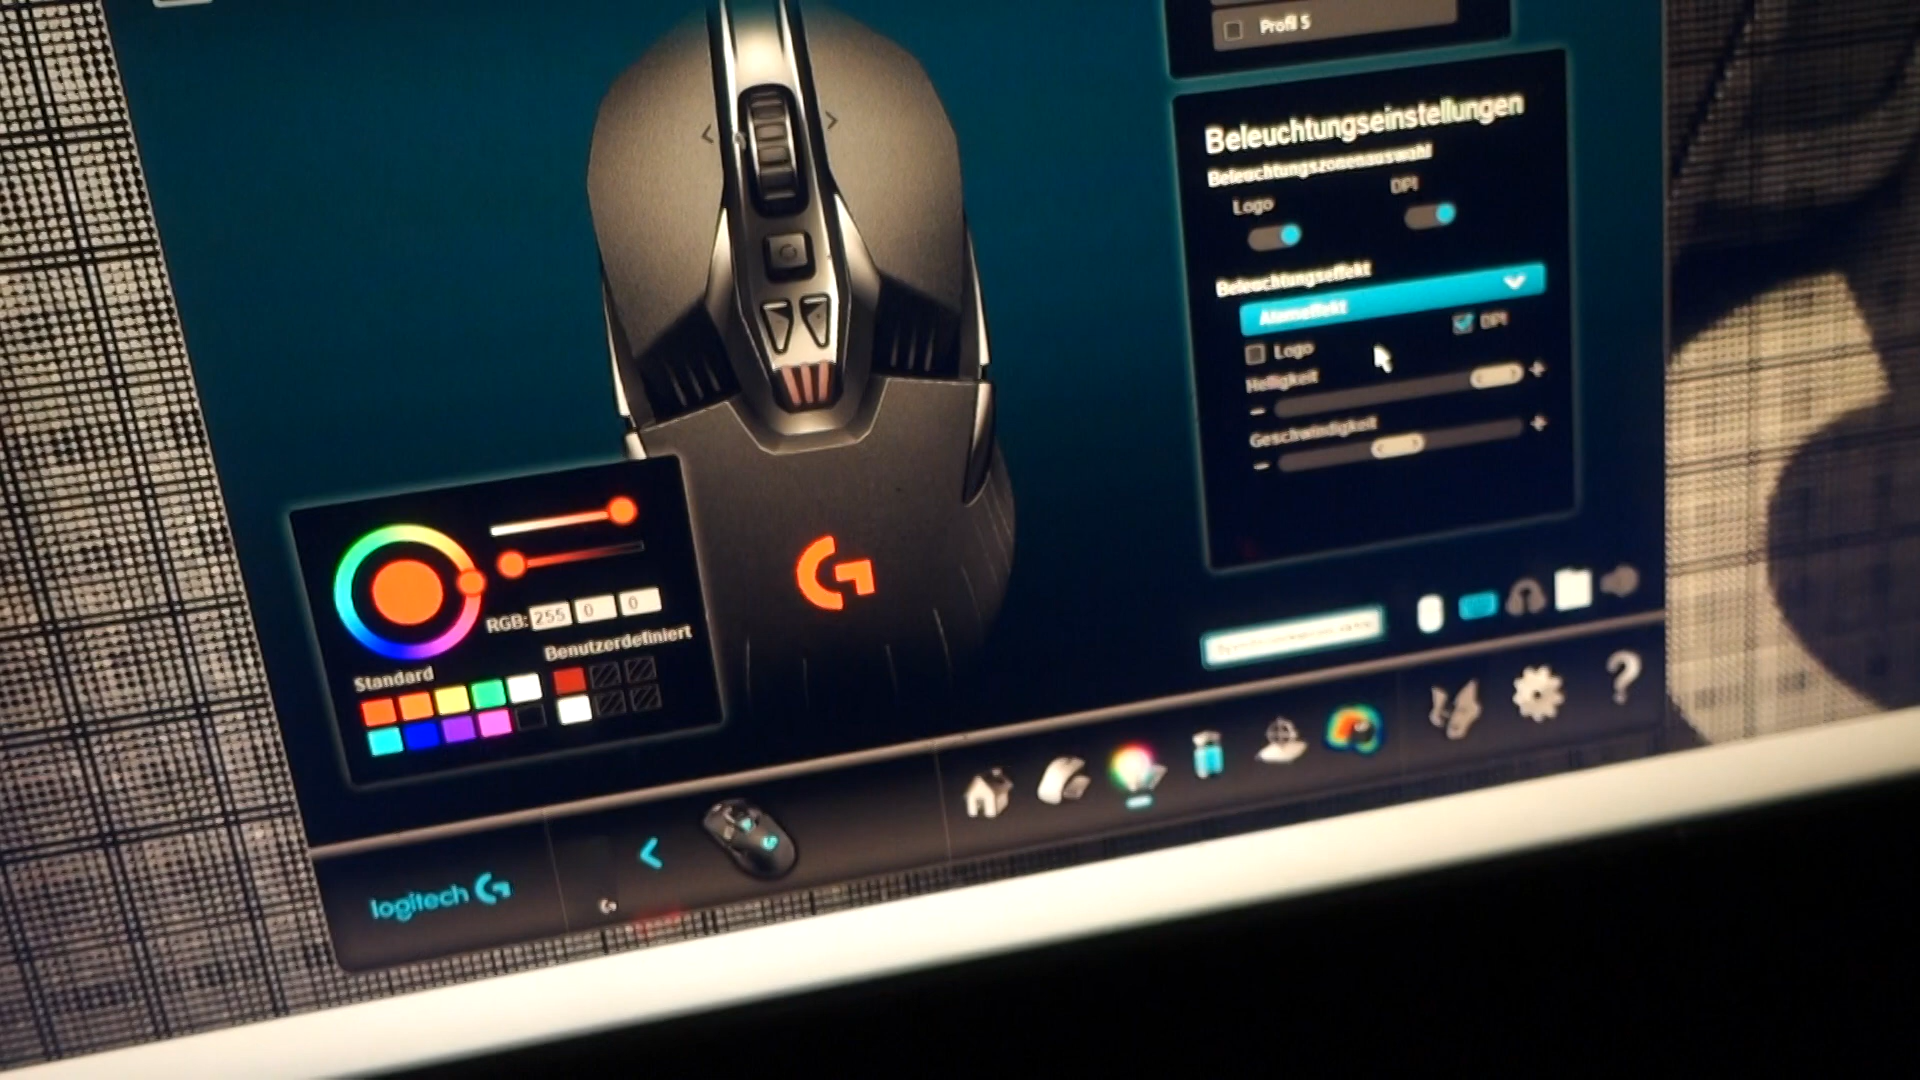 Profil 5
Beleuchtungseinstellungen
Beleuchtungszonenauswahl
Logo
DPI
Beleuchtungseffekt
Atemeffekt
Logo
DPI
Helligkeit
- +
Geschwindigkeit
- +
RGB: 255 0 0
Standard
Benutzerdefiniert
logitech G
?